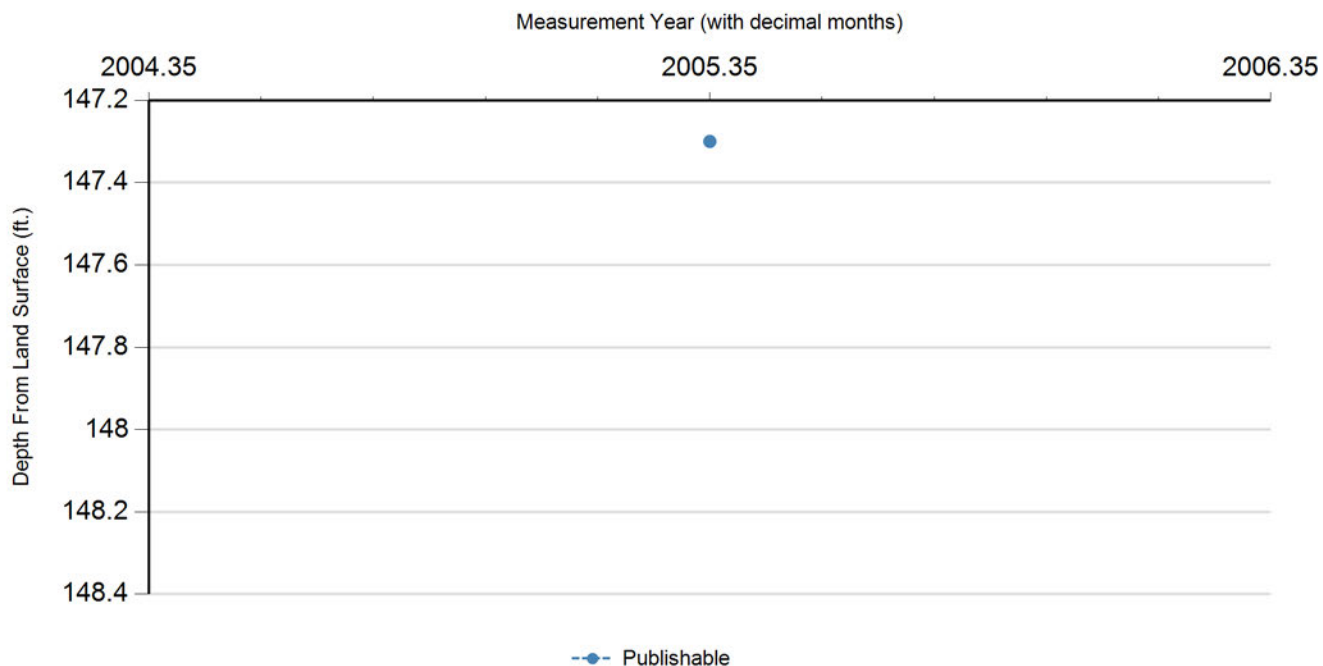 Measurement Year (with decimal months)
2004.35 2005.35 2006.35
147.2
147.4
147.6
147.8
148
148.2
148.4
Depth From Land Surface (ft.)
Publishable